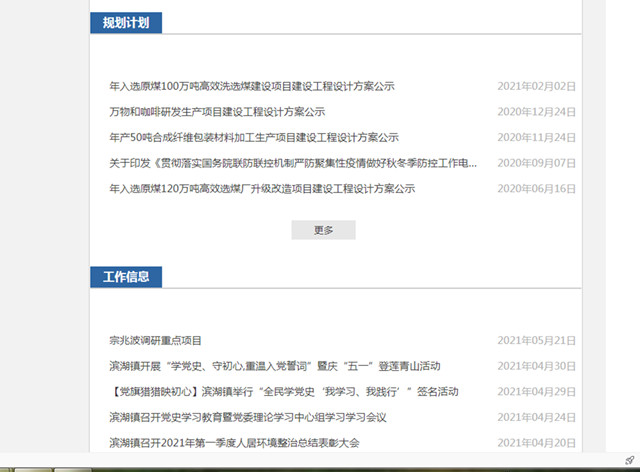 规划计划
年入选原煤100万吨高效洗选煤建设项目建设工程设计方案公示 2021年02月02日
万物和咖啡研发生产项目建设工程设计方案公示 2020年12月24日
年产50吨合成纤维包装材料加工生产项目建设工程设计方案公示 2020年11月24日
关于印发《贯彻落实国务院联防联控机制严防聚集性疫情做好秋冬季防控工作电... 2020年09月07日
年入选原煤120万吨高效选煤厂升级改造项目建设工程设计方案公示 2020年06月16日
更多
工作信息
宗兆波调研重点项目 2021年05月21日
滨湖镇开展“学党史、守初心,重温入党誓词”暨庆“五一”登莲青山活动 2021年04月30日
【党旗猎猎映初心】滨湖镇举行“全民学党史‘我学习、我践行’”签名活动 2021年04月29日
滨湖镇召开党史学习教育暨党委理论学习中心组学习学习会议 2021年04月24日
滨湖镇召开2021年第一季度人居环境整治总结表彰大会 2021年04月20日